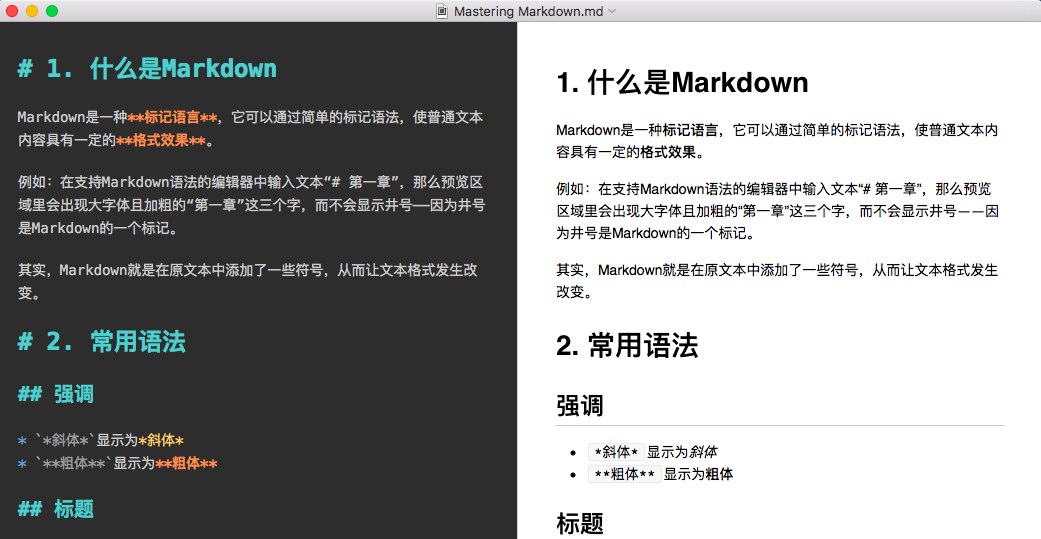 Mastering Markdown.md
# 1. 什么是Markdown
Markdown是一种**标记语言**，它可以通过简单的标记语法，使普通文本
内容具有一定的**格式效果**。
例如：在支持Markdown语法的编辑器中输入文本“# 第一章”，那么预览区
域里会出现大字体且加粗的“第一章”这三个字，而不会显示井号——因为井号
是Markdown的一个标记。
其实，Markdown就是在原文本中添加了一些符号，从而让文本格式发生改
变。
# 2. 常用语法
## 强调
* `*斜体*`显示为*斜体*
* `**粗体**`显示为**粗体**
## 标题
1. 什么是Markdown
Markdown是一种标记语言，它可以通过简单的标记语法，使普通文本内
容具有一定的格式效果。
例如：在支持Markdown语法的编辑器中输入文本“# 第一章”，那么预览
区域里会出现大字体且加粗的“第一章”这三个字，而不会显示井号——因
为井号是Markdown的一个标记。
其实，Markdown就是在原文本中添加了一些符号，从而让文本格式发生
改变。
2. 常用语法
强调
• *斜体* 显示为斜体
• **粗体** 显示为粗体
标题